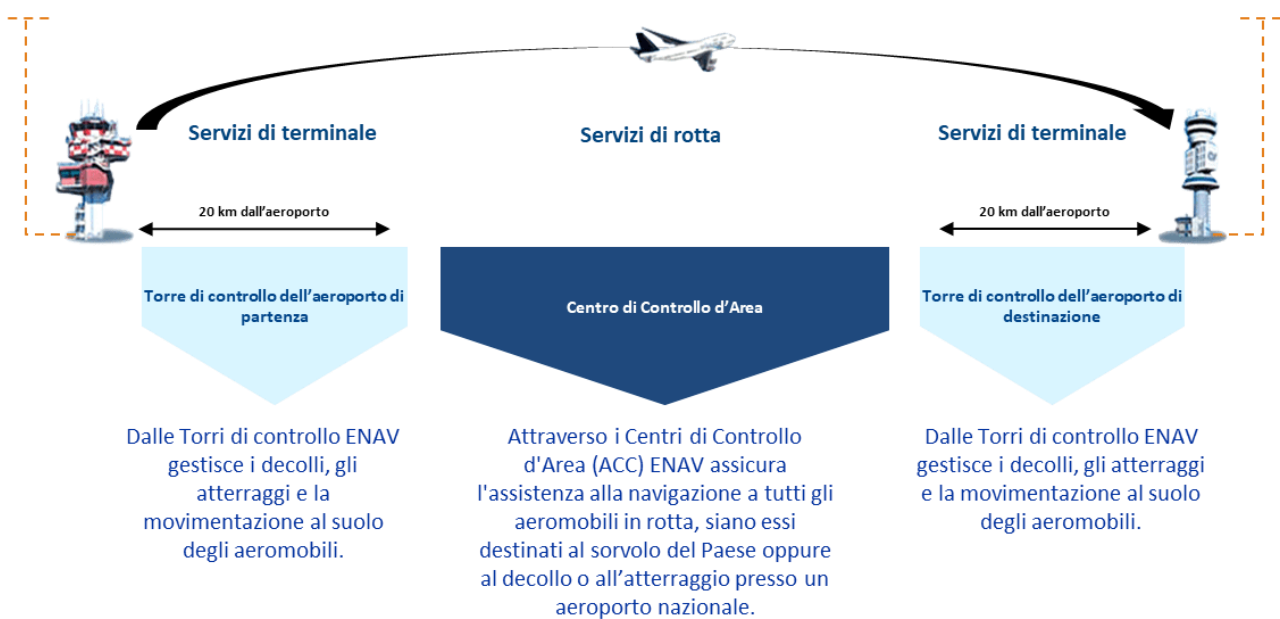 Servizi di terminale
Servizi di rotta
Servizi di terminale
20 km dall’aeroporto
20 km dall’aeroporto
Torre di controllo dell’aeroporto di
partenza
Centro di Controllo d’Area
Torre di controllo dell’aeroporto di
destinazione
Dalle Torri di controllo ENAV
gestisce i decolli, gli
atterraggi e la
movimentazione al suolo
degli aeromobili.
Attraverso i Centri di Controllo
d'Area (ACC) ENAV assicura
l'assistenza alla navigazione a tutti gli
aeromobili in rotta, siano essi
destinati al sorvolo del Paese oppure
al decollo o all’atterraggio presso un
aeroporto nazionale.
Dalle Torri di controllo ENAV
gestisce i decolli, gli atterraggi
e la movimentazione al suolo
degli aeromobili.